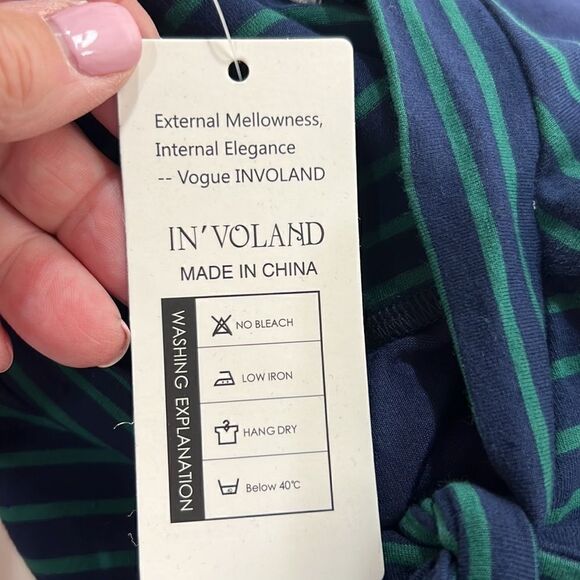 External Mellowness,
Internal Elegance
-- Vogue INVOLAND
IN'VOLAND
MADE IN CHINA
WASHING EXPLANATION
NO BLEACH
LOW IRON
HANG DRY
Below 40℃